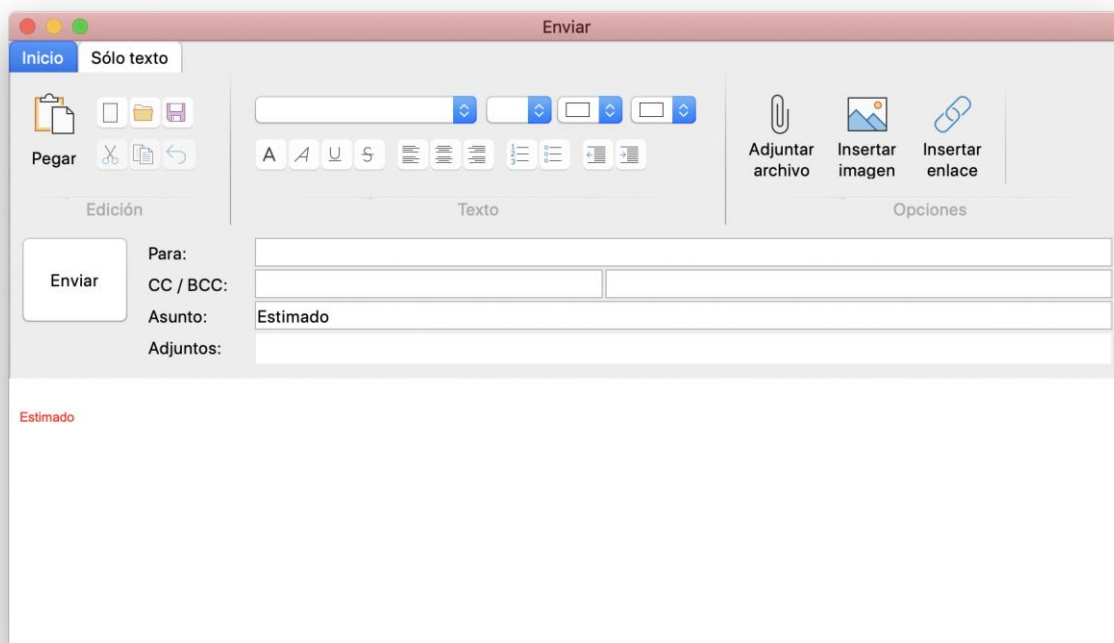 Enviar
Inicio Sólo texto
Pegar
A A U S
Adjuntar archivo
Insertar imagen
Insertar enlace
Edición Texto Opciones
Enviar
Para:
CC / BCC:
Asunto: Estimado
Adjuntos:
Estimado